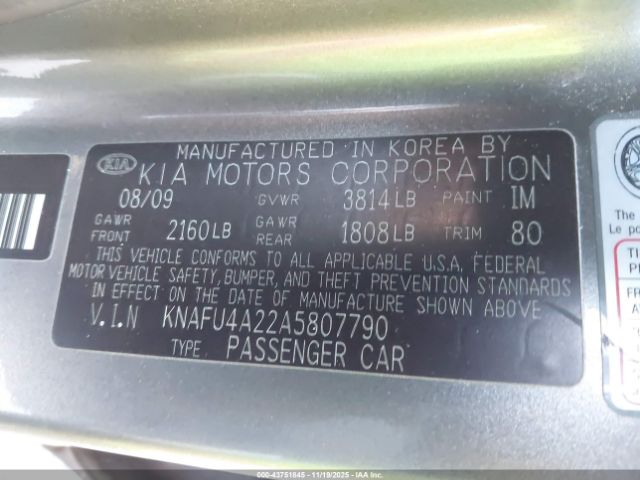 MANUFACTURED IN KOREA BY
KIA KIA MOTORS CORPORATION
08/09 GVWR 3814LB PAINT IM
GAWR FRONT 2160LB GAWR REAR 1808LB TRIM 80
THIS VEHICLE CONFORMS TO ALL APPLICABLE U.S.A. FEDERAL
MOTOR VEHICLE SAFETY, BUMPER, AND THEFT PREVENTION STANDARDS
IN EFFECT ON THE DATE OF MANUFACTURE SHOWN ABOVE.
V.I.N KNAFU4A22A5807790
TYPE: PASSENGER CAR
The
Le po
000-43751845 - 11/19/2025 - IAA Inc.